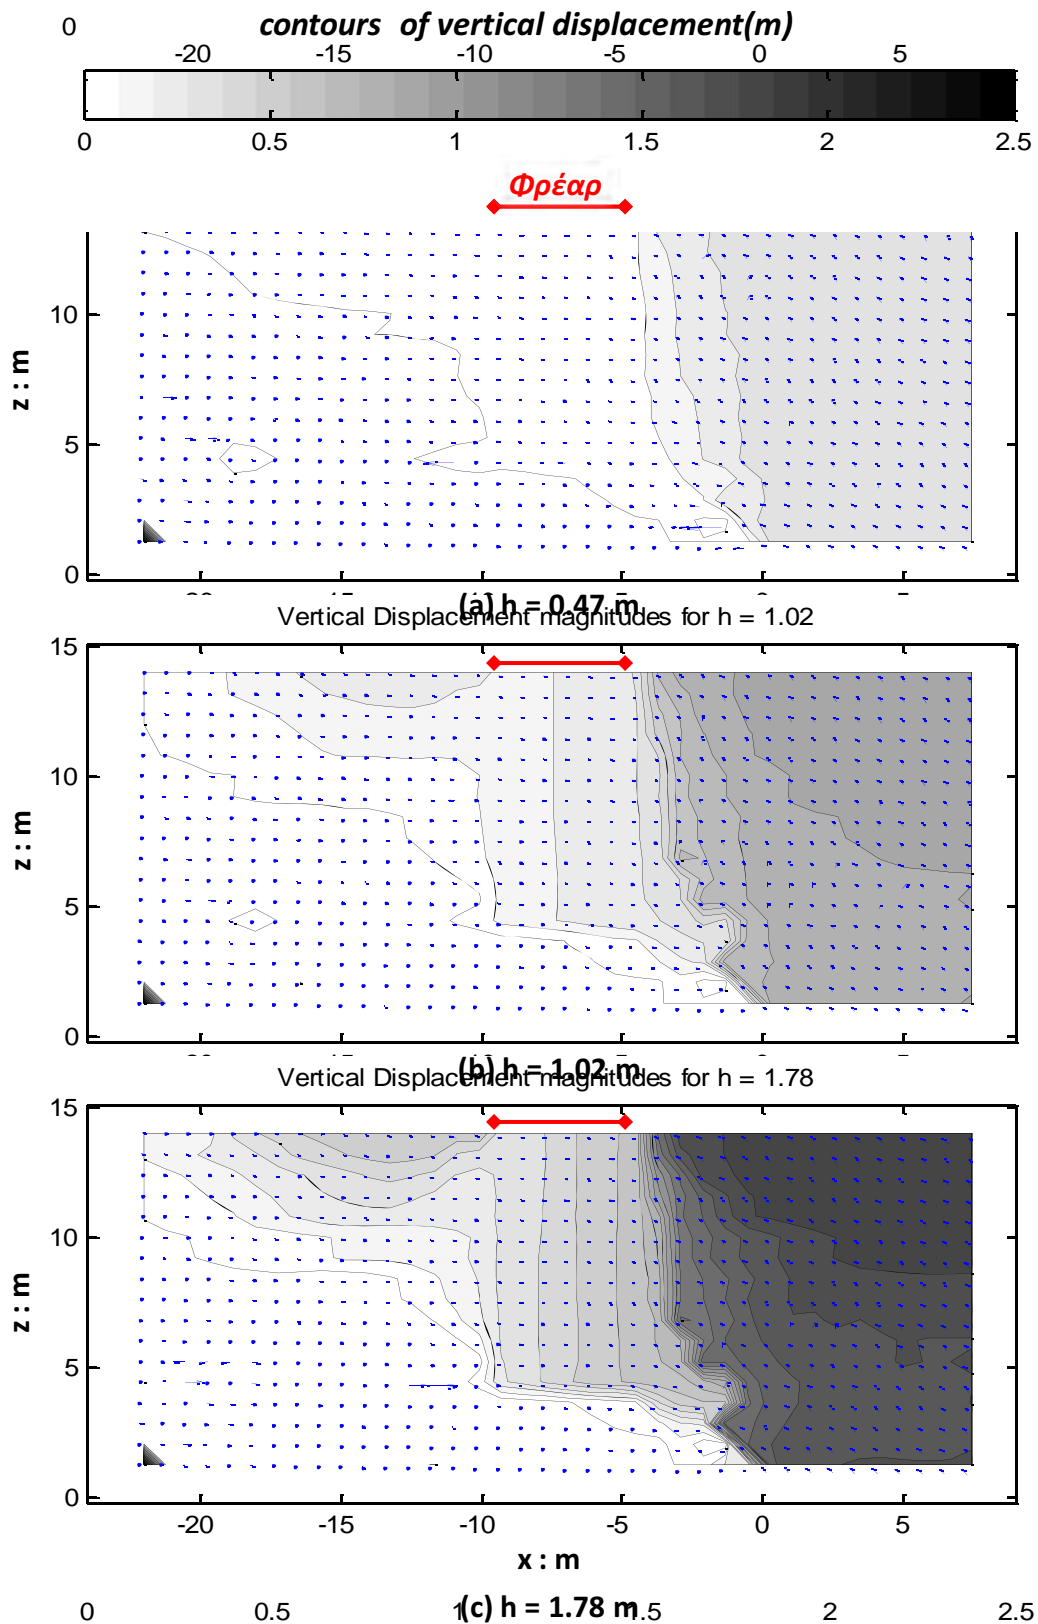 0
contours of vertical displacement(m)
-20 -15 -10 -5 0 5
0 0.5 1 1.5 2 2.5
Φρέαρ
10
5
0
z : m
(a) h = 0.47 m
Vertical Displacement magnitudes for h = 1.02
15
10
5
0
z : m
(b) h = 1.02 m
Vertical Displacement magnitudes for h = 1.78
15
10
5
0
z : m
-20 -15 -10 -5 0 5
x : m
(c) h = 1.78 m
0 0.5 1 1.5 2 2.5